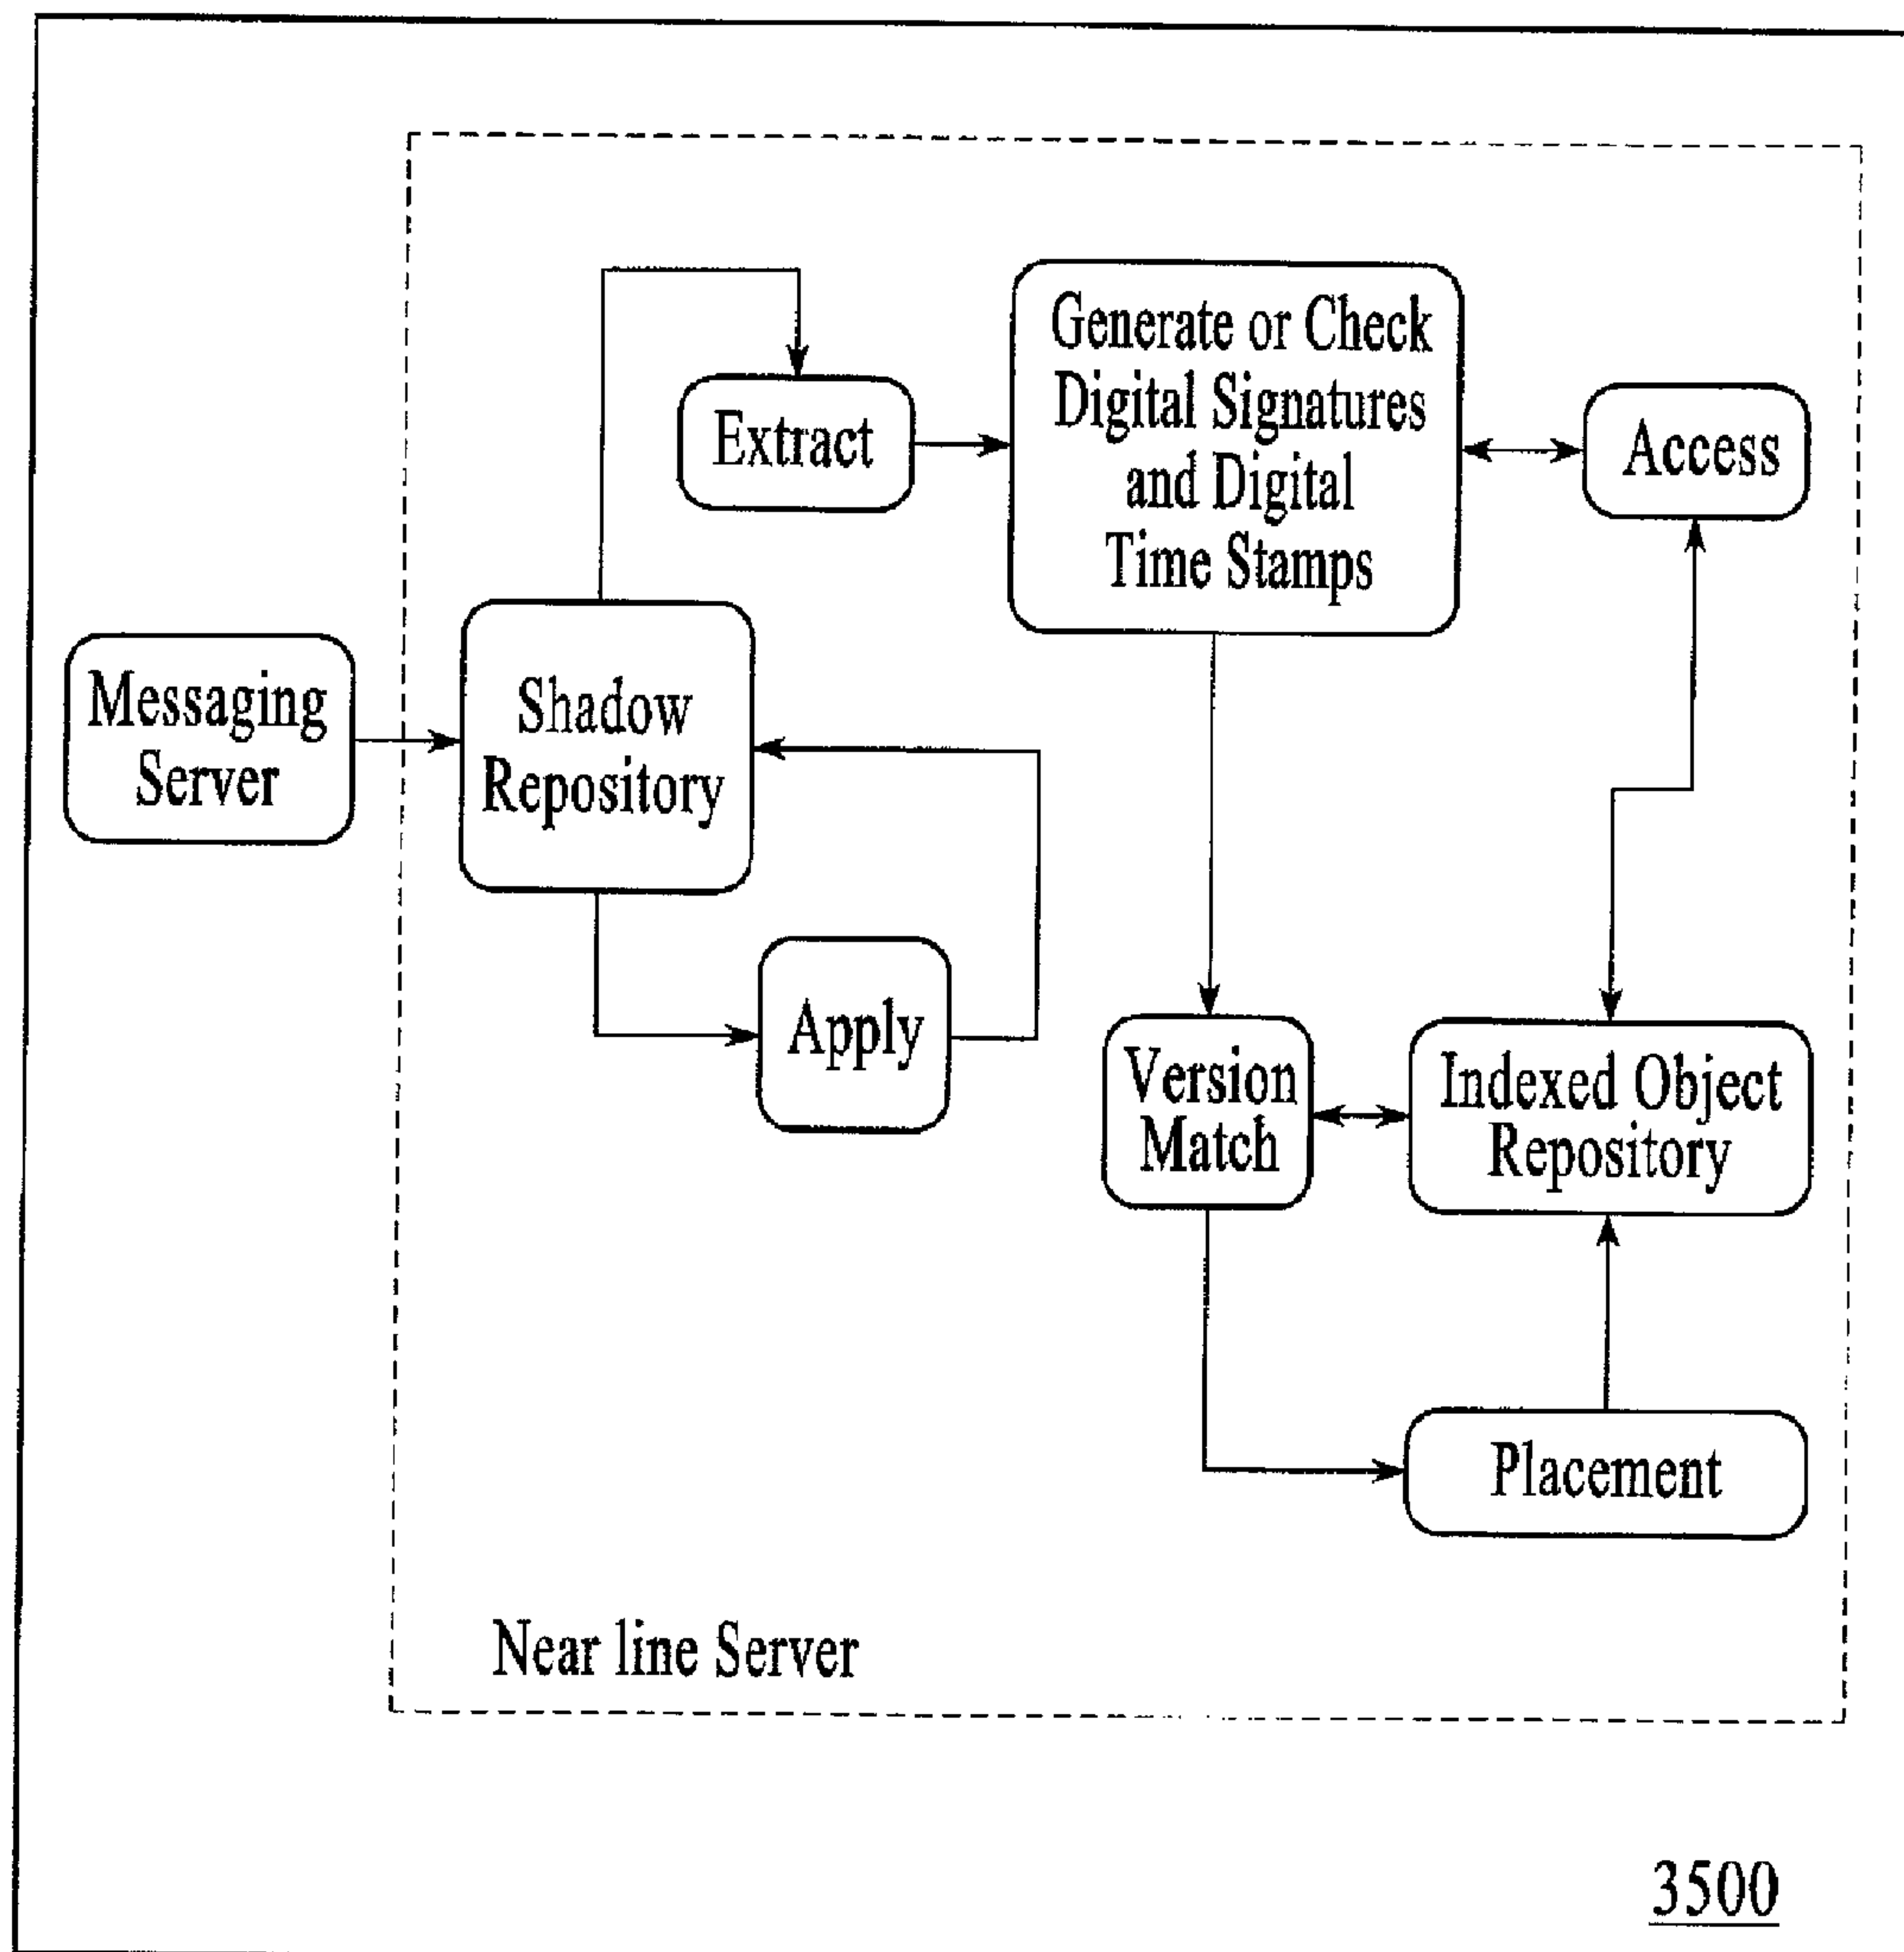 Generate or Check
Digital Signatures
and Digital
Time Stamps
Extract
Access
Messaging
Server
Shadow
Repository
Apply
Version
Match
Indexed Object
Repository
Placement
Near line Server
3500